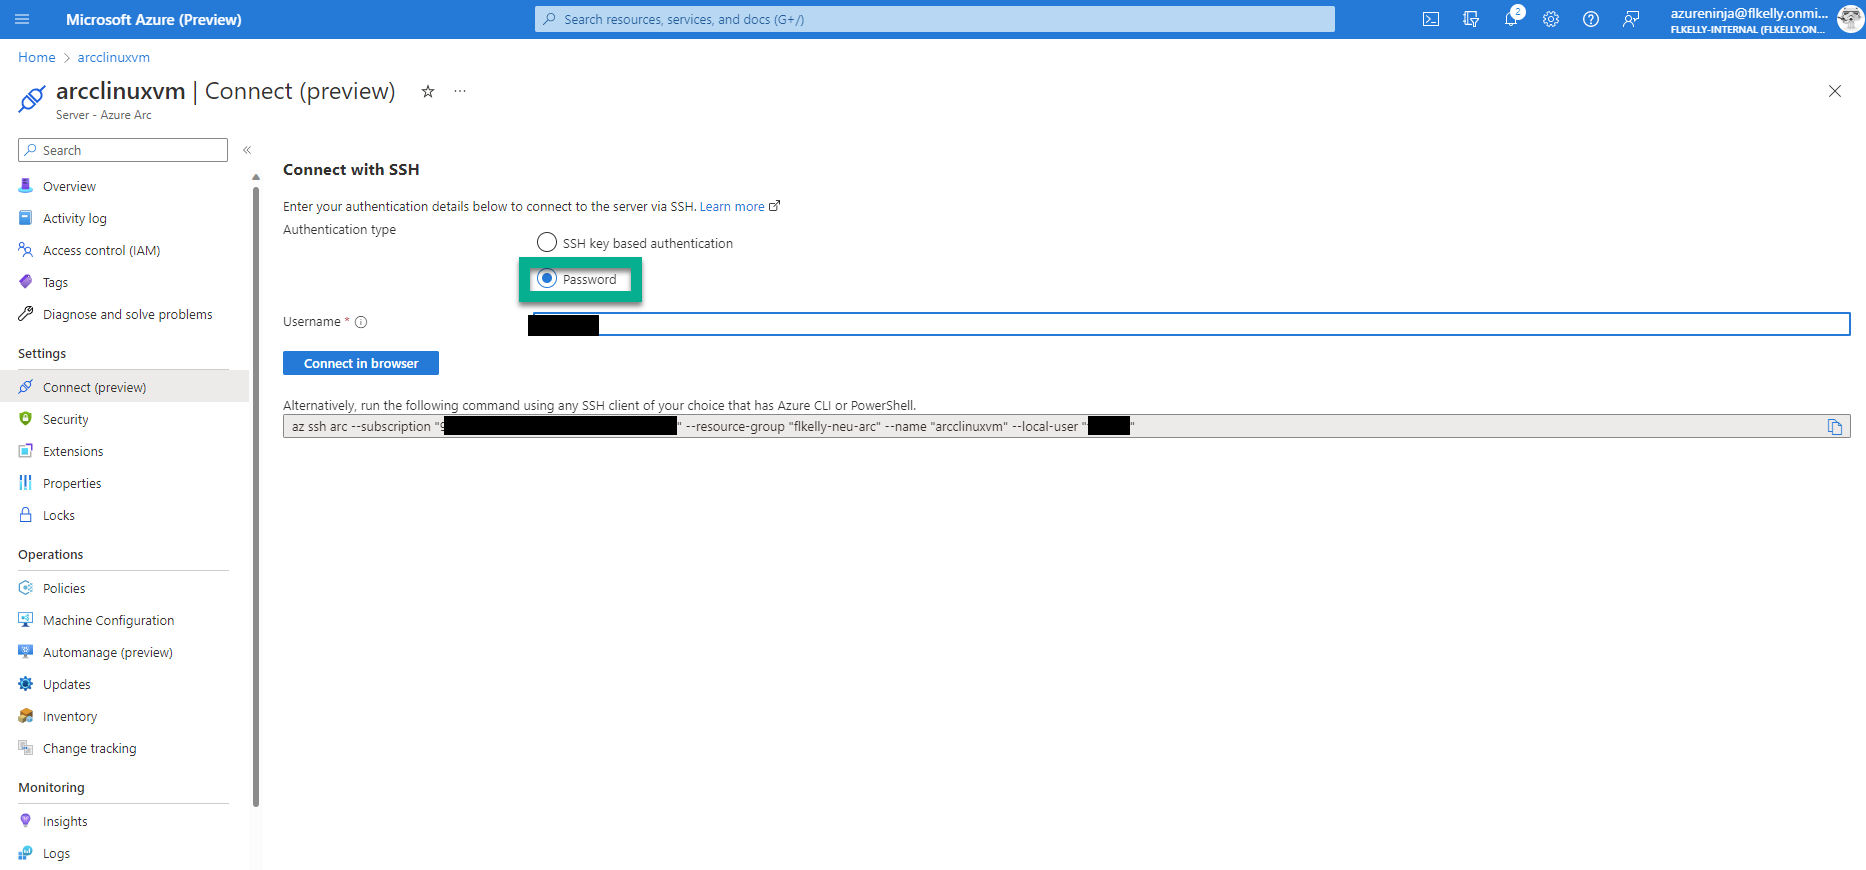 Microsoft Azure (Preview)
Search resources, services, and docs (G+/)
2
azureninja@flkelly.onmi...
FLKELLY-INTERNAL (FLKELLY.ON...
Home > arcclinuxvm
arcclinuxvm | Connect (preview)
Server - Azure Arc
Search
Overview
Activity log
Access control (IAM)
Tags
Diagnose and solve problems
Settings
Connect (preview)
Security
Extensions
Properties
Locks
Operations
Policies
Machine Configuration
Automanage (preview)
Updates
Inventory
Change tracking
Monitoring
Insights
Logs
Connect with SSH
Enter your authentication details below to connect to the server via SSH. Learn more
Authentication type
SSH key based authentication
Password
Username *
Connect in browser
Alternatively, run the following command using any SSH client of your choice that has Azure CLI or PowerShell.
az ssh arc --subscription " " --resource-group "flkelly-neu-arc" --name "arcclinuxvm" --local-user " "